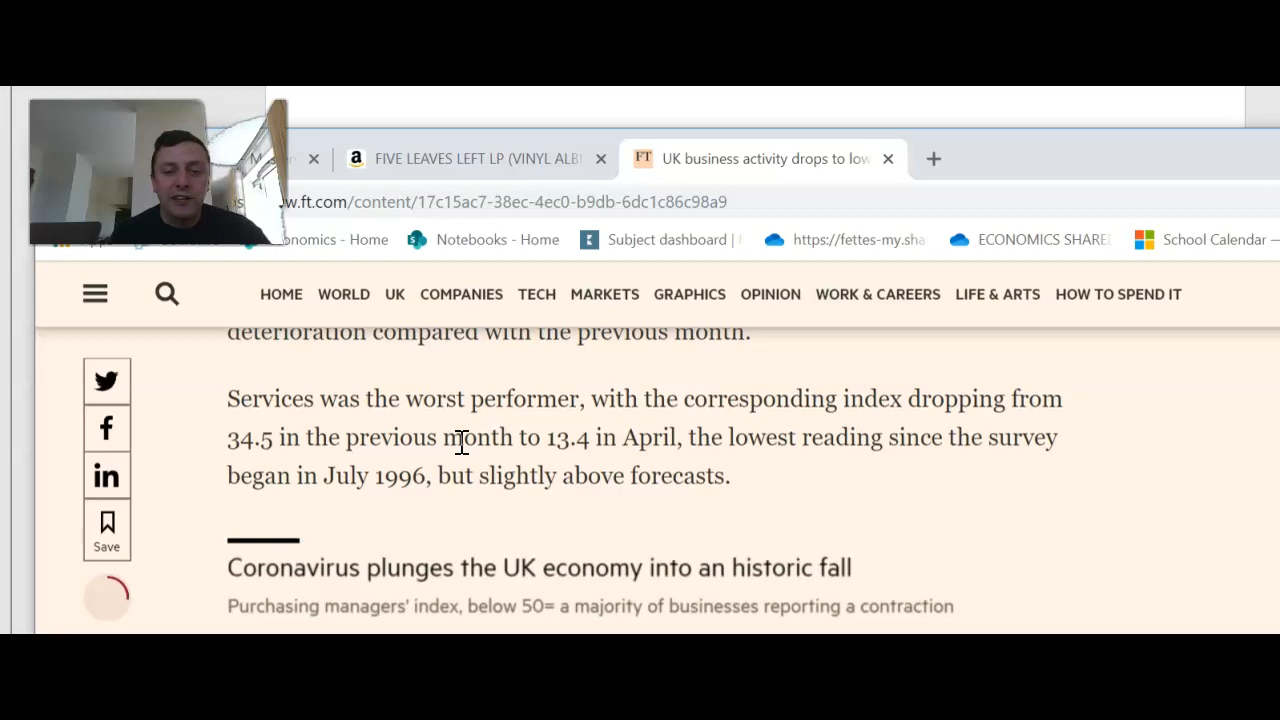 FIVE LEAVES LEFT LP (VINYL ALB
FT UK business activity drops to low
w.ft.com/content/17c15ac7-38ec-4ec0-b9db-6dc1c86c98a9
onomics - Home Notebooks - Home Subject dashboard | https://fettes-my.sha ECONOMICS SHARED School Calendar —
HOME WORLD UK COMPANIES TECH MARKETS GRAPHICS OPINION WORK & CAREERS LIFE & ARTS HOW TO SPEND IT
deterioration compared with the previous month.
Services was the worst performer, with the corresponding index dropping from
34.5 in the previous month to 13.4 in April, the lowest reading since the survey
began in July 1996, but slightly above forecasts.
Save
Coronavirus plunges the UK economy into an historic fall
Purchasing managers' index, below 50= a majority of businesses reporting a contraction